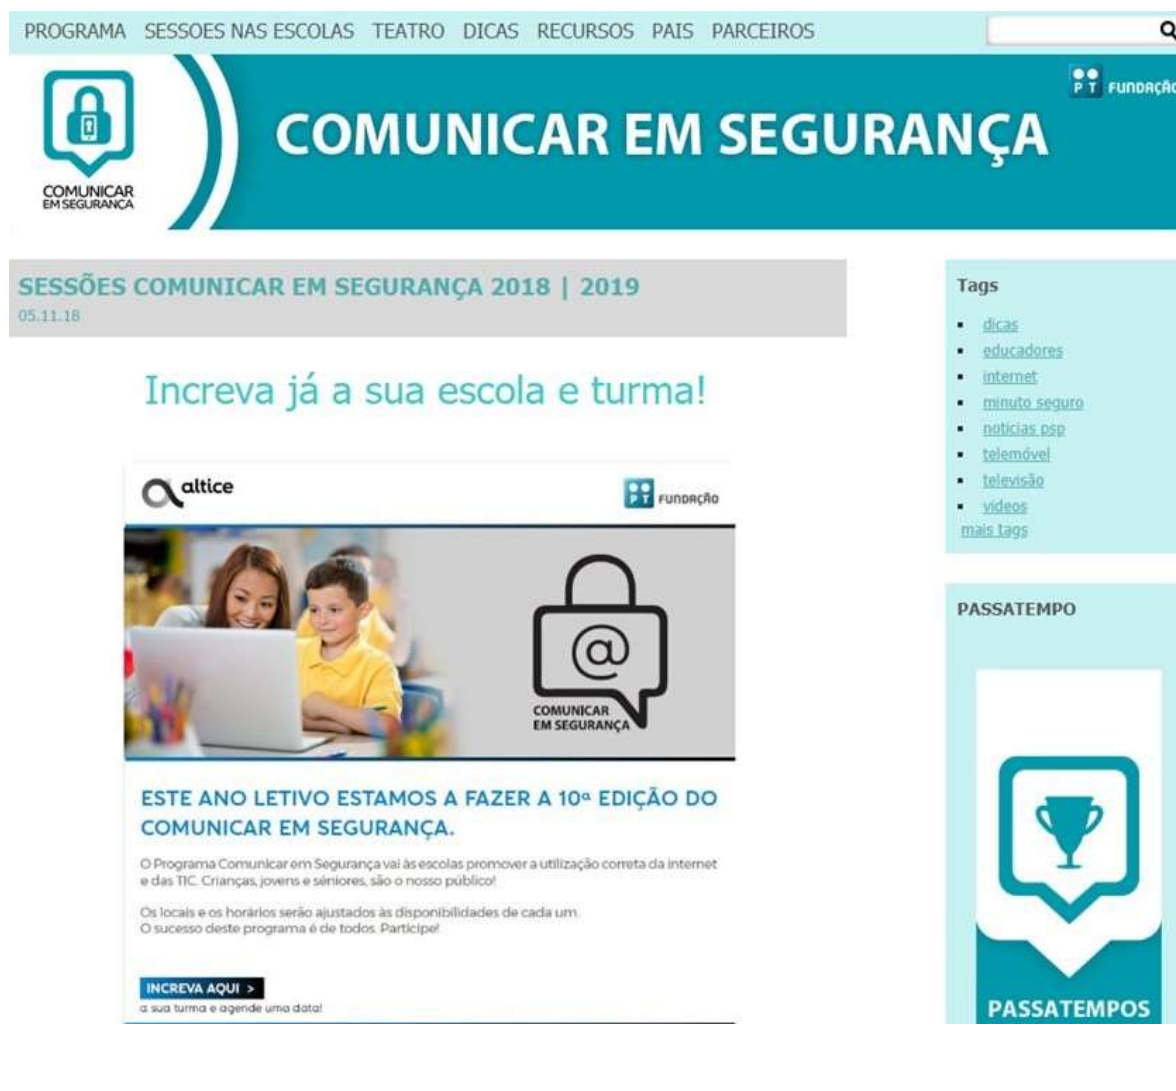 PROGRAMA SESSOES NAS ESCOLAS TEATRO DICAS RECURSOS PAIS PARCEIROS
PT FUNDAÇÃO
COMUNICAR EM SEGURANÇA
COMUNICAR
EM SEGURANÇA
SESSÕES COMUNICAR EM SEGURANÇA 2018 | 2019
05.11.18
Increva já a sua escola e turma!
altice
PT FUNDAÇÃO
@
COMUNICAR
EM SEGURANÇA
ESTE ANO LETIVO ESTAMOS A FAZER A 10ª EDIÇÃO DO
COMUNICAR EM SEGURANÇA.
O Programa Comunicar em Segurança vai às escolas promover a utilização correta da internet
e das TIC. Crianças, jovens e séniores, são o nosso público!
Os locais e os horários serão ajustados às disponibilidades de cada um.
O sucesso deste programa é de todos. Participe!
INCREVA AQUI >
a sua turma e agende uma data!
Tags
dicas
educadores
internet
minuto seguro
noticias psp
telemóvel
televisão
videos
mais tags
PASSATEMPO
PASSATEMPOS